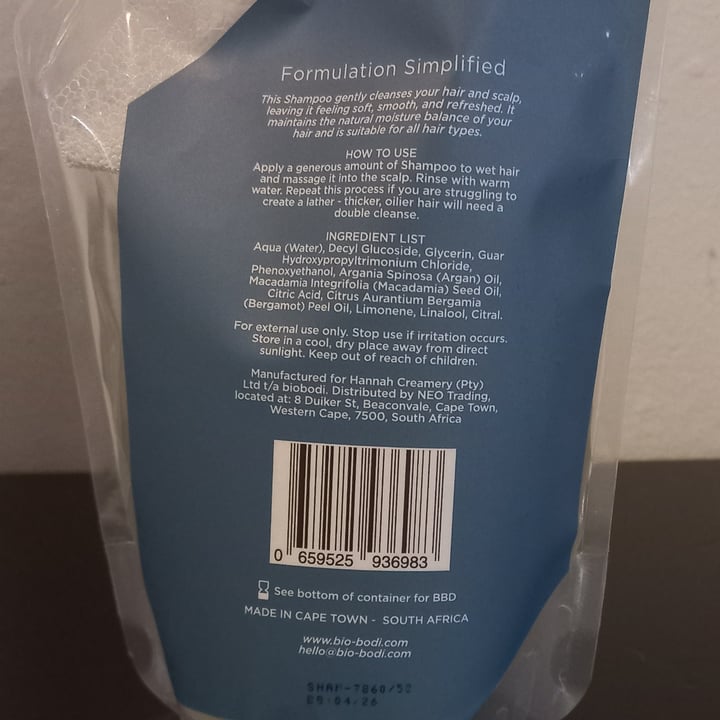 Formulation Simplified
This Shampoo gently cleanses your hair and scalp,
leaving it feeling soft, smooth, and refreshed. It
maintains the natural moisture balance of your
hair and is suitable for all hair types.
HOW TO USE
Apply a generous amount of Shampoo to wet hair
and massage it into the scalp. Rinse with warm
water. Repeat this process if you are struggling to
create a lather - thicker, oilier hair will need a
double cleanse.
INGREDIENT LIST
Aqua (Water), Decyl Glucoside, Glycerin, Guar
Hydroxypropyltrimonium Chloride,
Phenoxyethanol, Argania Spinosa (Argan) Oil,
Macadamia Integrifolia (Macadamia) Seed Oil,
Citric Acid, Citrus Aurantium Bergamia
(Bergamot) Peel Oil, Limonene, Linalool, Citral.
For external use only. Stop use if irritation occurs.
Store in a cool, dry place away from direct
sunlight. Keep out of reach of children.
Manufactured for Hannah Creamery (Pty)
Ltd t/a biobodi. Distributed by NEO Trading,
located at: 8 Duiker St, Beaconvale, Cape Town,
Western Cape, 7500, South Africa
0 659525 936983
See bottom of container for BBD
MADE IN CAPE TOWN - SOUTH AFRICA
www.bio-bodi.com
hello@bio-bodi.com